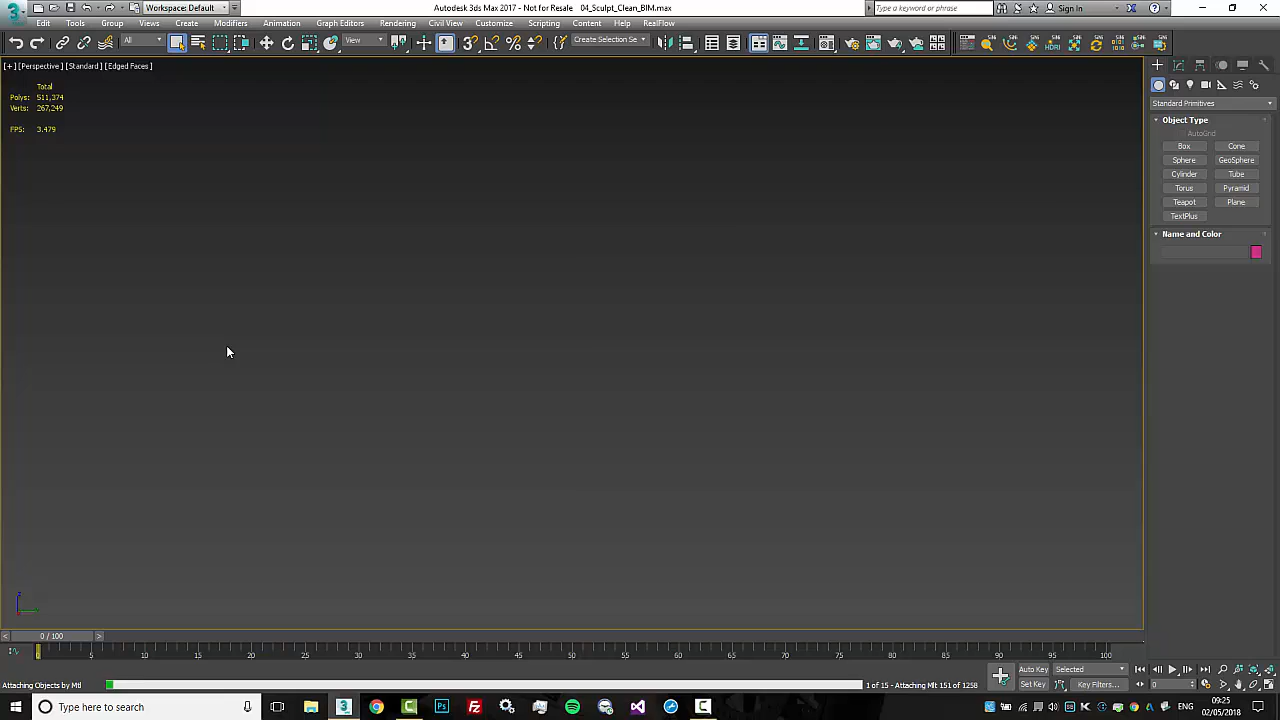 Autodesk 3ds Max 2017 - Not for Resale    04_Sculpt_Clean_BIM.max
Workspace: Default
Type a keyword or phrase
Sign In
Edit Tools Group Views Create Modifiers Animation Graph Editors Rendering Civil View Customize Scripting Content Interactive Help RealFlow
All
View
Create Selection Se
[+] [Perspective] [Standard] [Edged Faces]
Total
Polys: 511,374
Verts: 267,249
FPS: 3.479
Standard Primitives
Object Type
AutoGrid
Box Cone
Sphere GeoSphere
Cylinder Tube
Torus Pyramid
Teapot Plane
TextPlus
Name and Color
0 / 100
0 5 10 15 20 25 30 35 40 45 50 55 60 65 70 75 80 85 90 95 100
Attaching Objects by Mtl
1 of 15 - Attaching Mlt 151 of 1258
Auto Key
Selected
Set Key
Key Filters...
0
Type here to search
09:25
02/05/2018